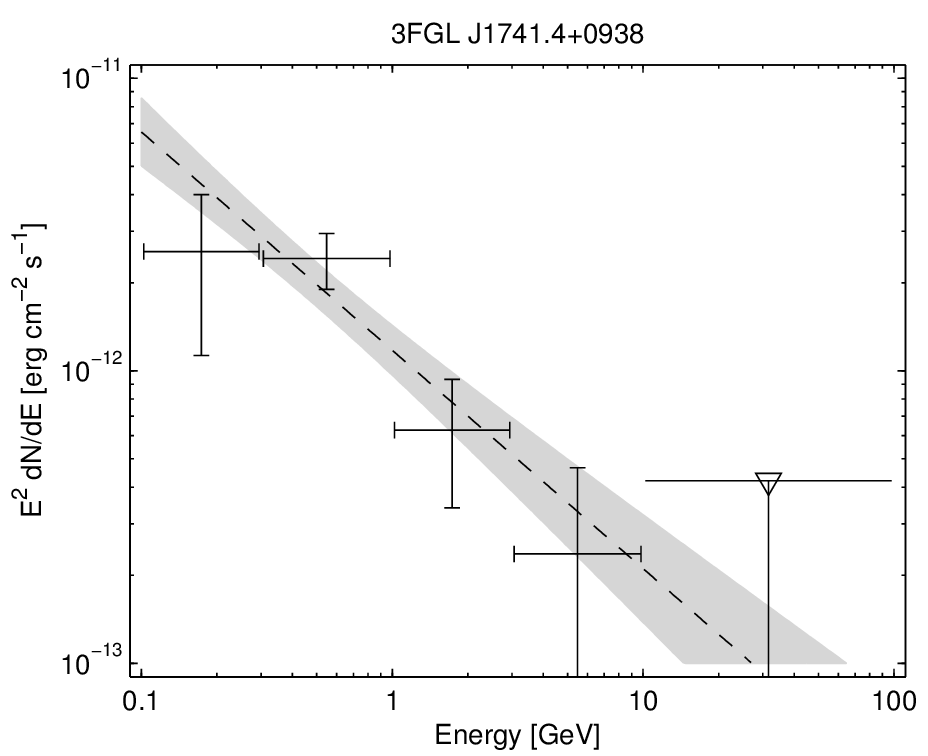 3FGL J1741.4+0938
10⁻¹¹
10⁻¹²
10⁻¹³
E² dN/dE [erg cm⁻² s⁻¹]
0.1 1 10 100
Energy [GeV]